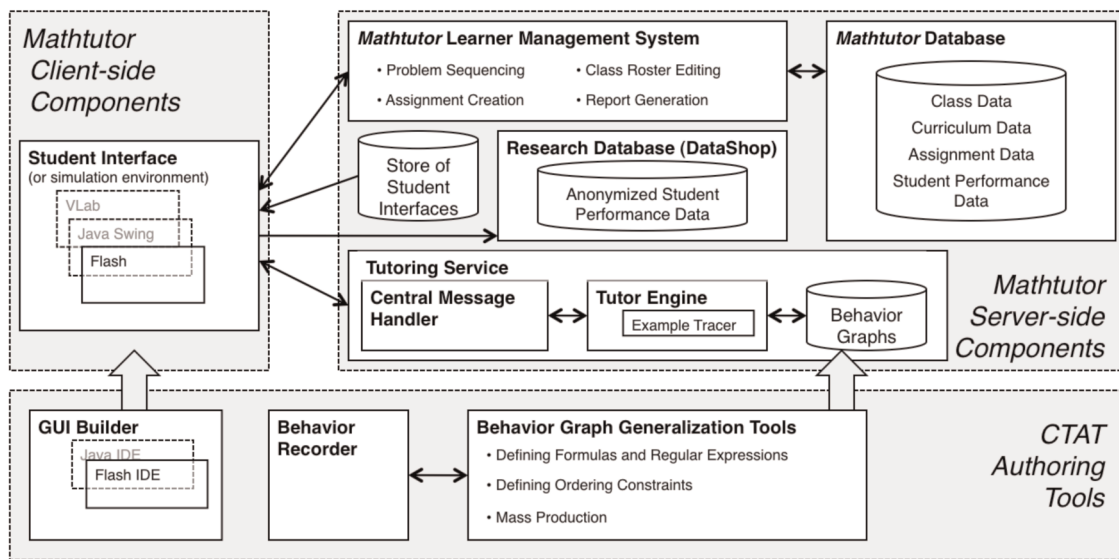 Mathtutor
Client-side
Components
Student Interface
(or simulation environment)
VLab
Java Swing
Flash
Mathtutor Learner Management System
• Problem Sequencing
• Class Roster Editing
• Assignment Creation
• Report Generation
Mathtutor Database
Class Data
Curriculum Data
Assignment Data
Student Performance
Data
Store of
Student
Interfaces
Research Database (DataShop)
Anonymized Student
Performance Data
Tutoring Service
Central Message
Handler
Tutor Engine
Example Tracer
Behavior
Graphs
Mathtutor
Server-side
Components
GUI Builder
Java IDE
Flash IDE
Behavior
Recorder
Behavior Graph Generalization Tools
• Defining Formulas and Regular Expressions
• Defining Ordering Constraints
• Mass Production
CTAT
Authoring
Tools